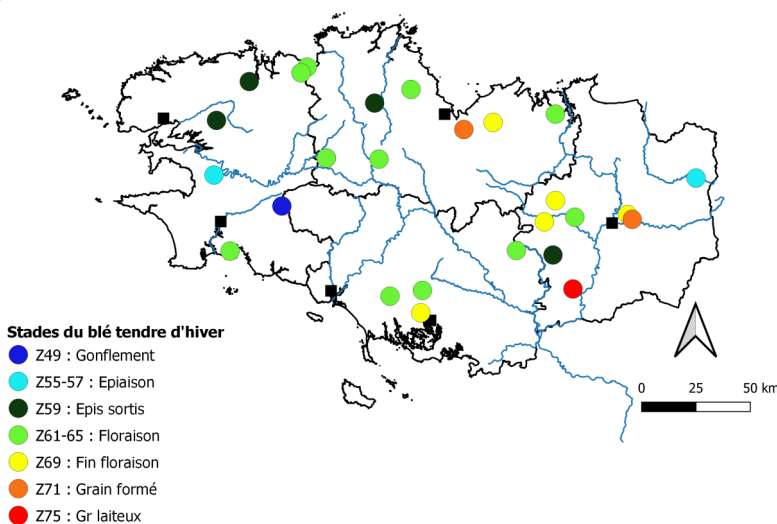 Stades du blé tendre d'hiver
Z49 : Gonflement
Z55-57 : Epiaison
Z59 : Epis sortis
Z61-65 : Floraison
Z69 : Fin floraison
Z71 : Grain formé
Z75 : Gr laiteux
0 25 50 km